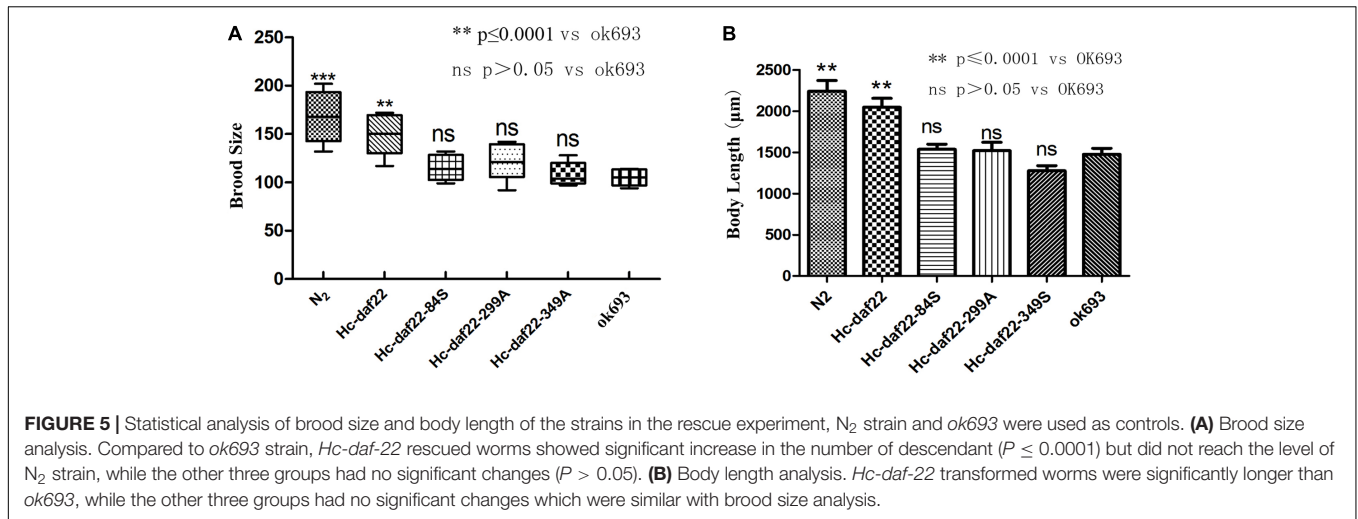 A
** p≤0.0001 vs ok693
ns p>0.05 vs ok693
Brood Size
250
200
150
100
50
0
***
**
ns
ns
ns
N₂
Hc-daf22
Hc-daf22-84S
Hc-daf22-299A
Hc-daf22-349A
ok693
B
** p≤0.0001 vs OK693
ns p>0.05 vs OK693
Body Length (μm)
2500
2000
1500
1000
500
0
**
**
ns
ns
ns
N2
Hc-daf22
Hc-daf22-84S
Hc-daf22-299A
Hc-daf22-349S
ok693
FIGURE 5 | Statistical analysis of brood size and body length of the strains in the rescue experiment, N₂ strain and ok693 were used as controls. (A) Brood size
analysis. Compared to ok693 strain, Hc-daf-22 rescued worms showed significant increase in the number of descendant (P ≤ 0.0001) but did not reach the level of
N₂ strain, while the other three groups had no significant changes (P > 0.05). (B) Body length analysis. Hc-daf-22 transformed worms were significantly longer than
ok693, while the other three groups had no significant changes which were similar with brood size analysis.